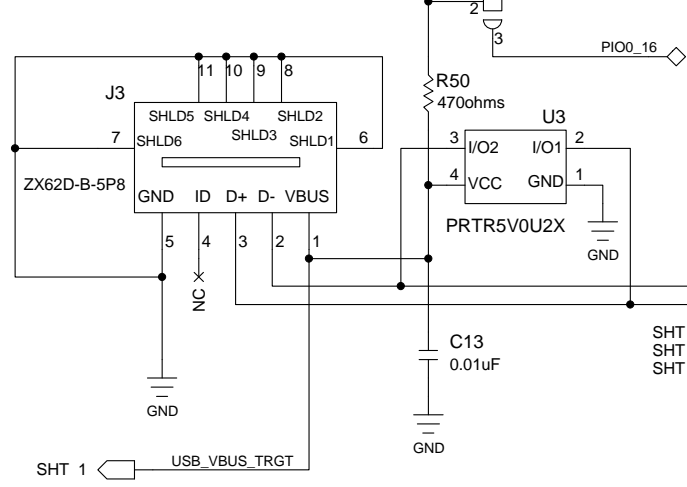 2
3
PIO0_16
11 10 9 8
R50
470ohms
J3
SHLD5 SHLD4 SHLD2
SHLD3
7 SHLD6 SHLD1 6
U3
3 I/O2 I/O1 2
4 VCC GND 1
ZX62D-B-5P8
GND ID D+ D- VBUS
PRTR5V0U2X
5 4 3 2 1
GND
NC
C13
0.01uF
SHT
SHT
SHT
GND
GND
SHT 1 USB_VBUS_TRGT